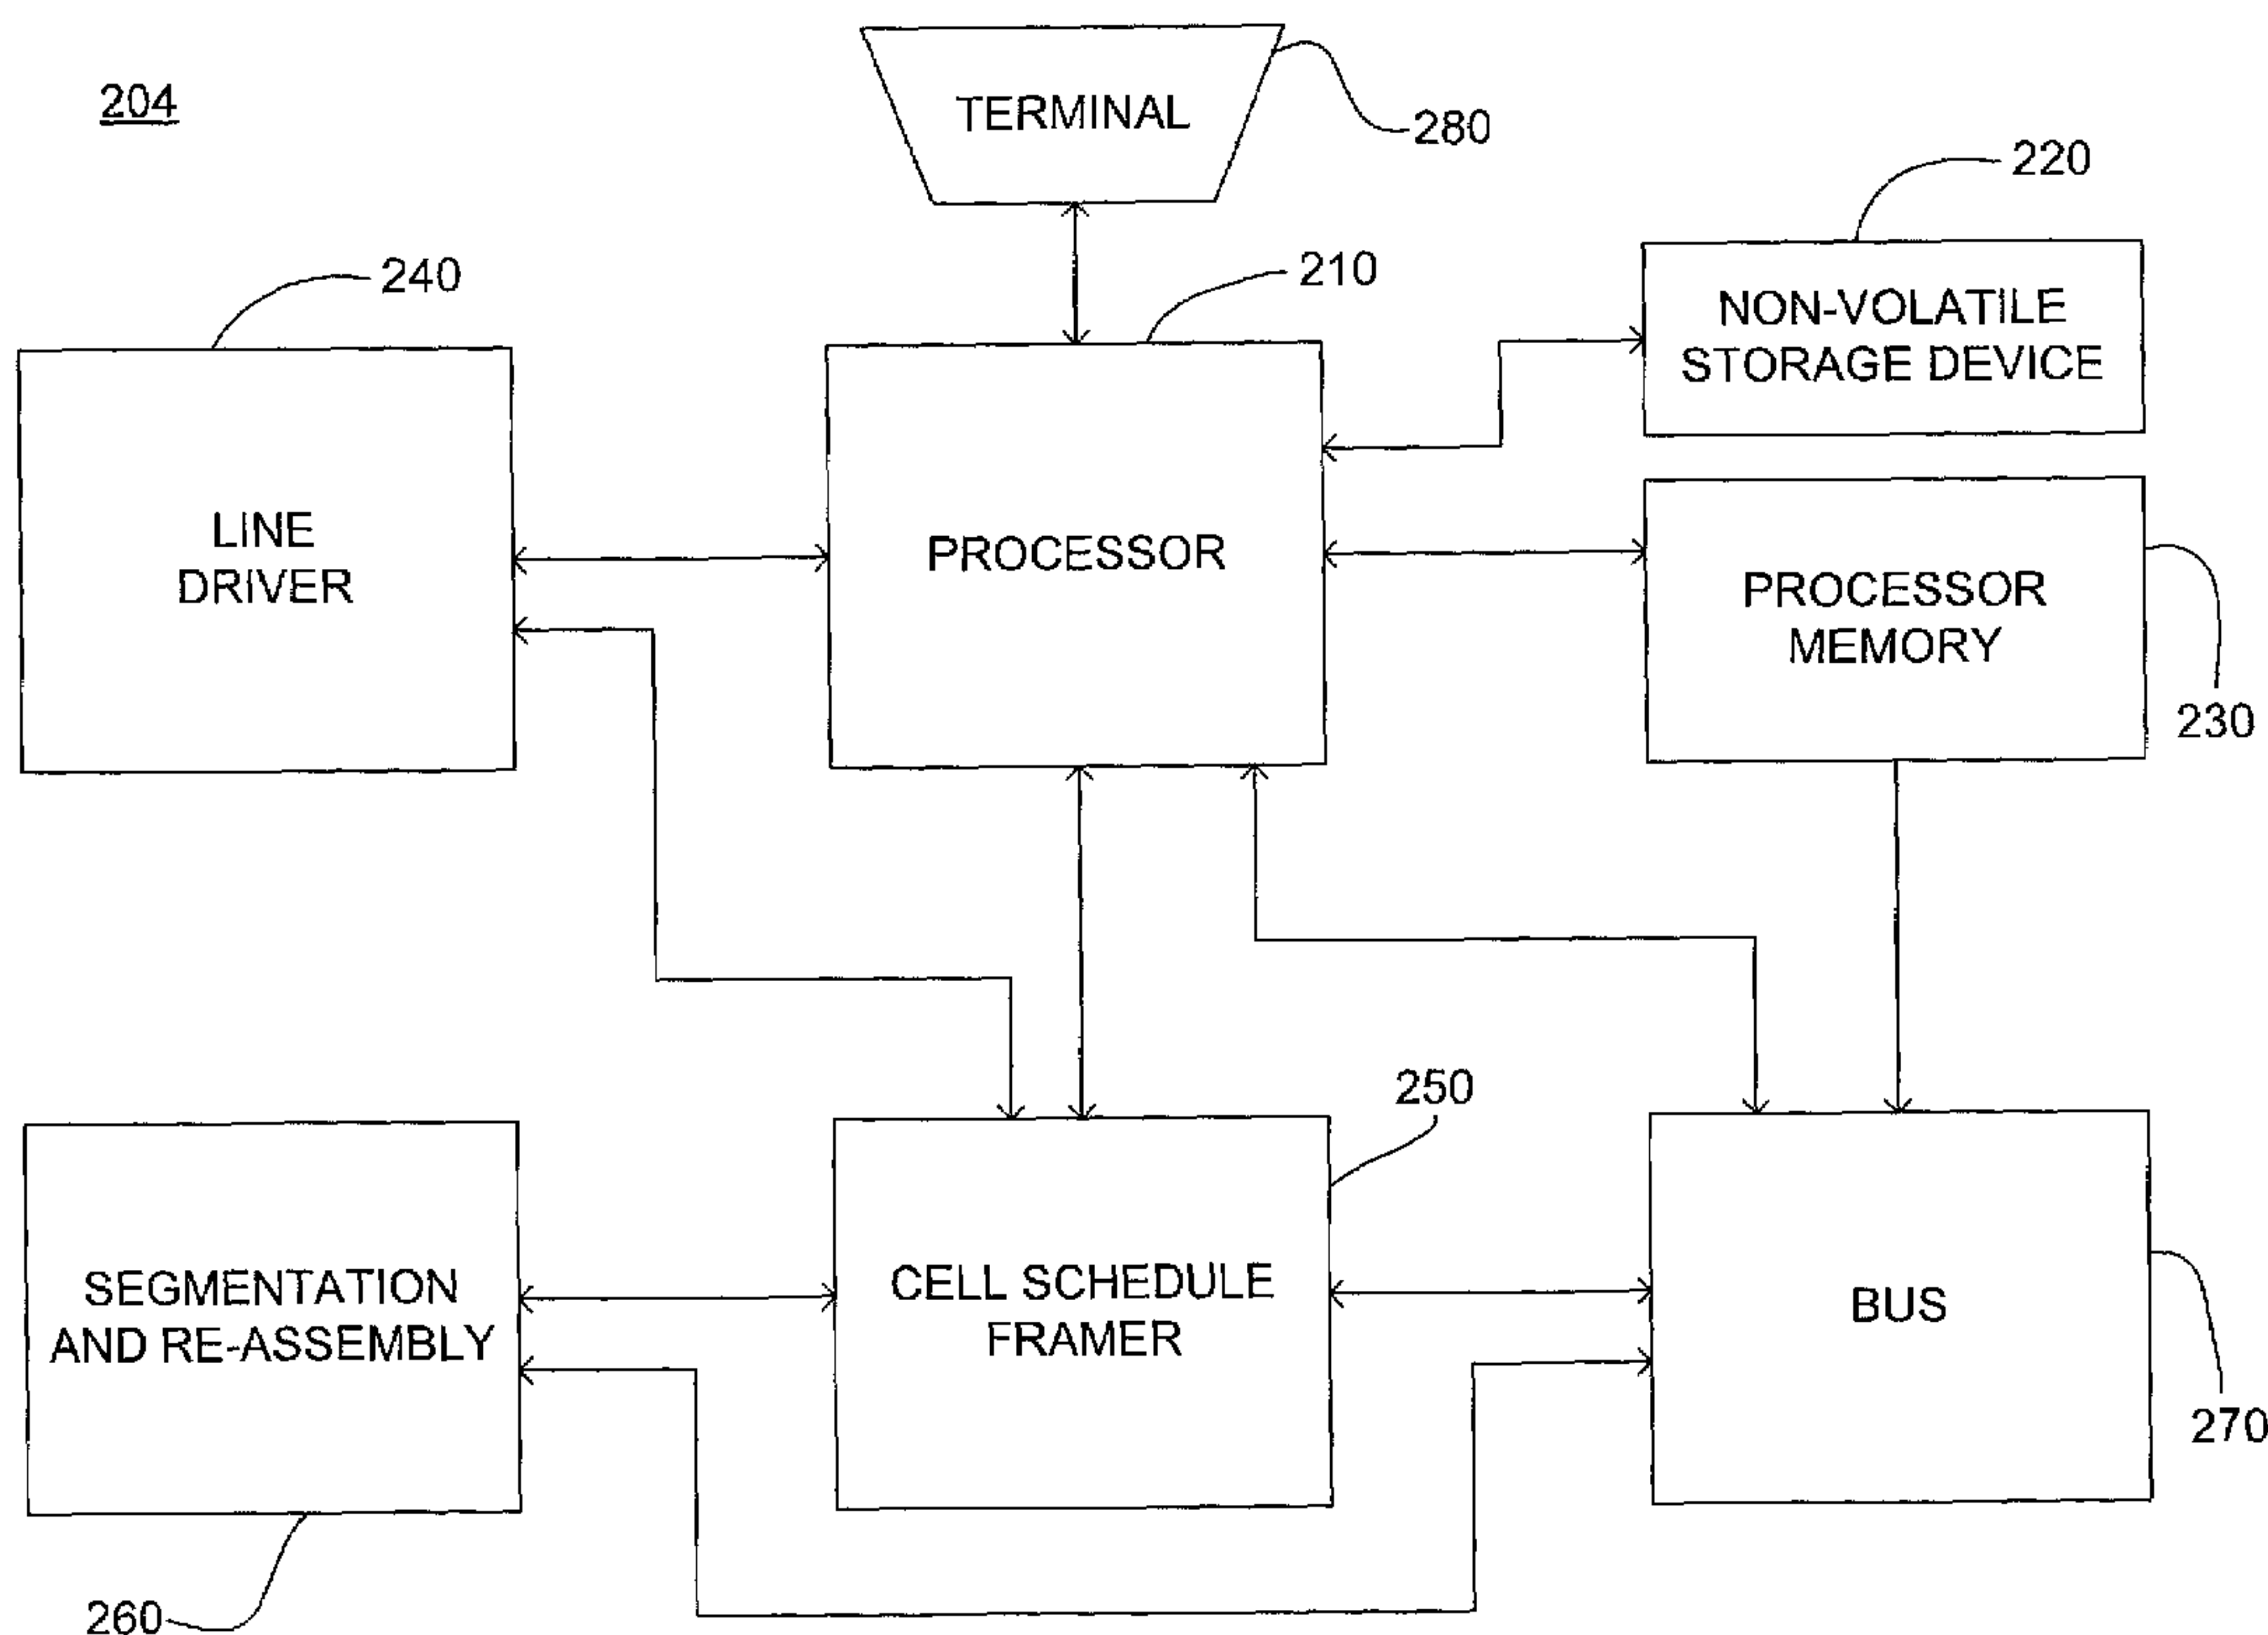 204
TERMINAL
280
220
240
210
NON-VOLATILE
STORAGE DEVICE
LINE
DRIVER
PROCESSOR
PROCESSOR
MEMORY
230
250
SEGMENTATION
AND RE-ASSEMBLY
CELL SCHEDULE
FRAMER
BUS
270
260